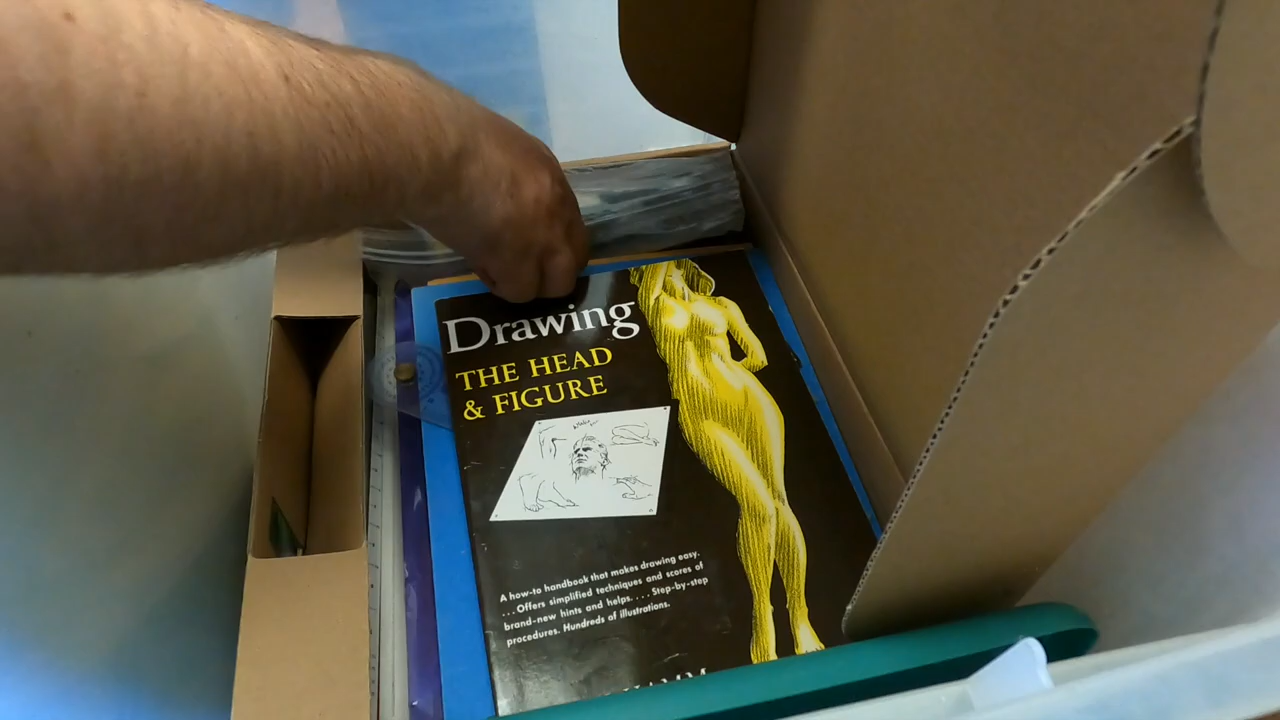 Drawing
THE HEAD
& FIGURE
A how-to handbook that makes drawing easy.
...Offers simplified techniques and scores of
brand-new hints and helps. ... Step-by-step
procedures. Hundreds of illustrations.